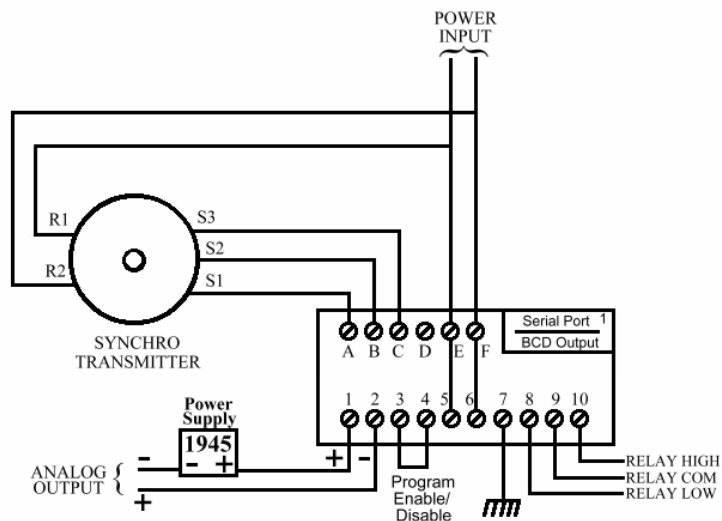 POWER
INPUT
R1
R2
S3
S2
S1
SYNCHRO
TRANSMITTER
Serial Port 1
BCD Output
A B C D E F
1 2 3 4 5 6 7 8 9 10
Power
Supply
1945
- +
+ -
ANALOG
OUTPUT
-
+
Program
Enable/
Disable
RELAY HIGH
RELAY COM
RELAY LOW